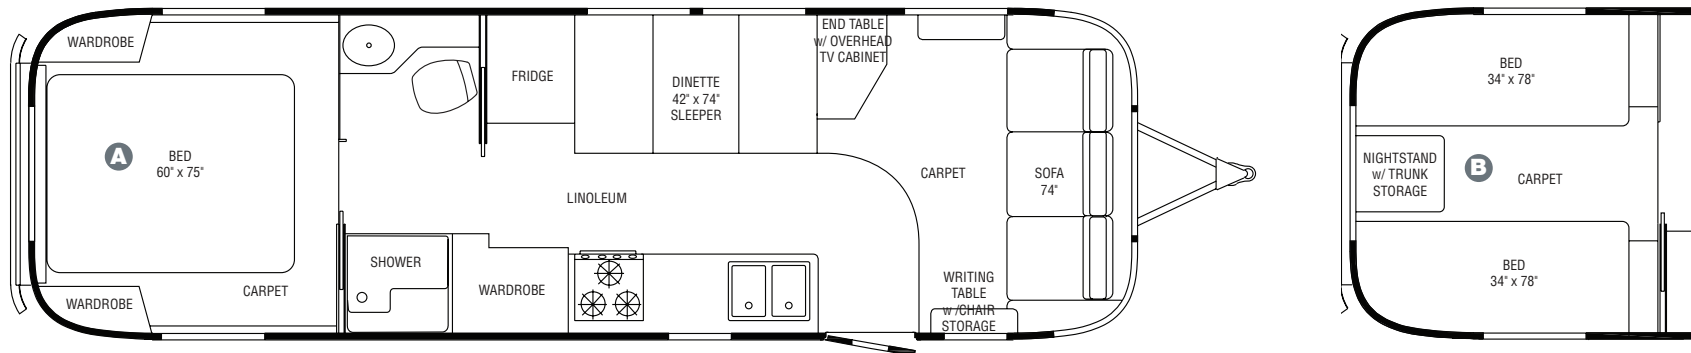 WARDROBE
A
BED
60" x 75"
WARDROBE
CARPET
FRIDGE
DINETTE
42" x 74"
SLEEPER
END TABLE
w/ OVERHEAD
TV CABINET
LINOLEUM
CARPET
SOFA
74"
SHOWER
WARDROBE
WRITING
TABLE
w /CHAIR
STORAGE
BED
34" x 78"
NIGHTSTAND
w/ TRUNK
STORAGE
B
CARPET
BED
34" x 78"